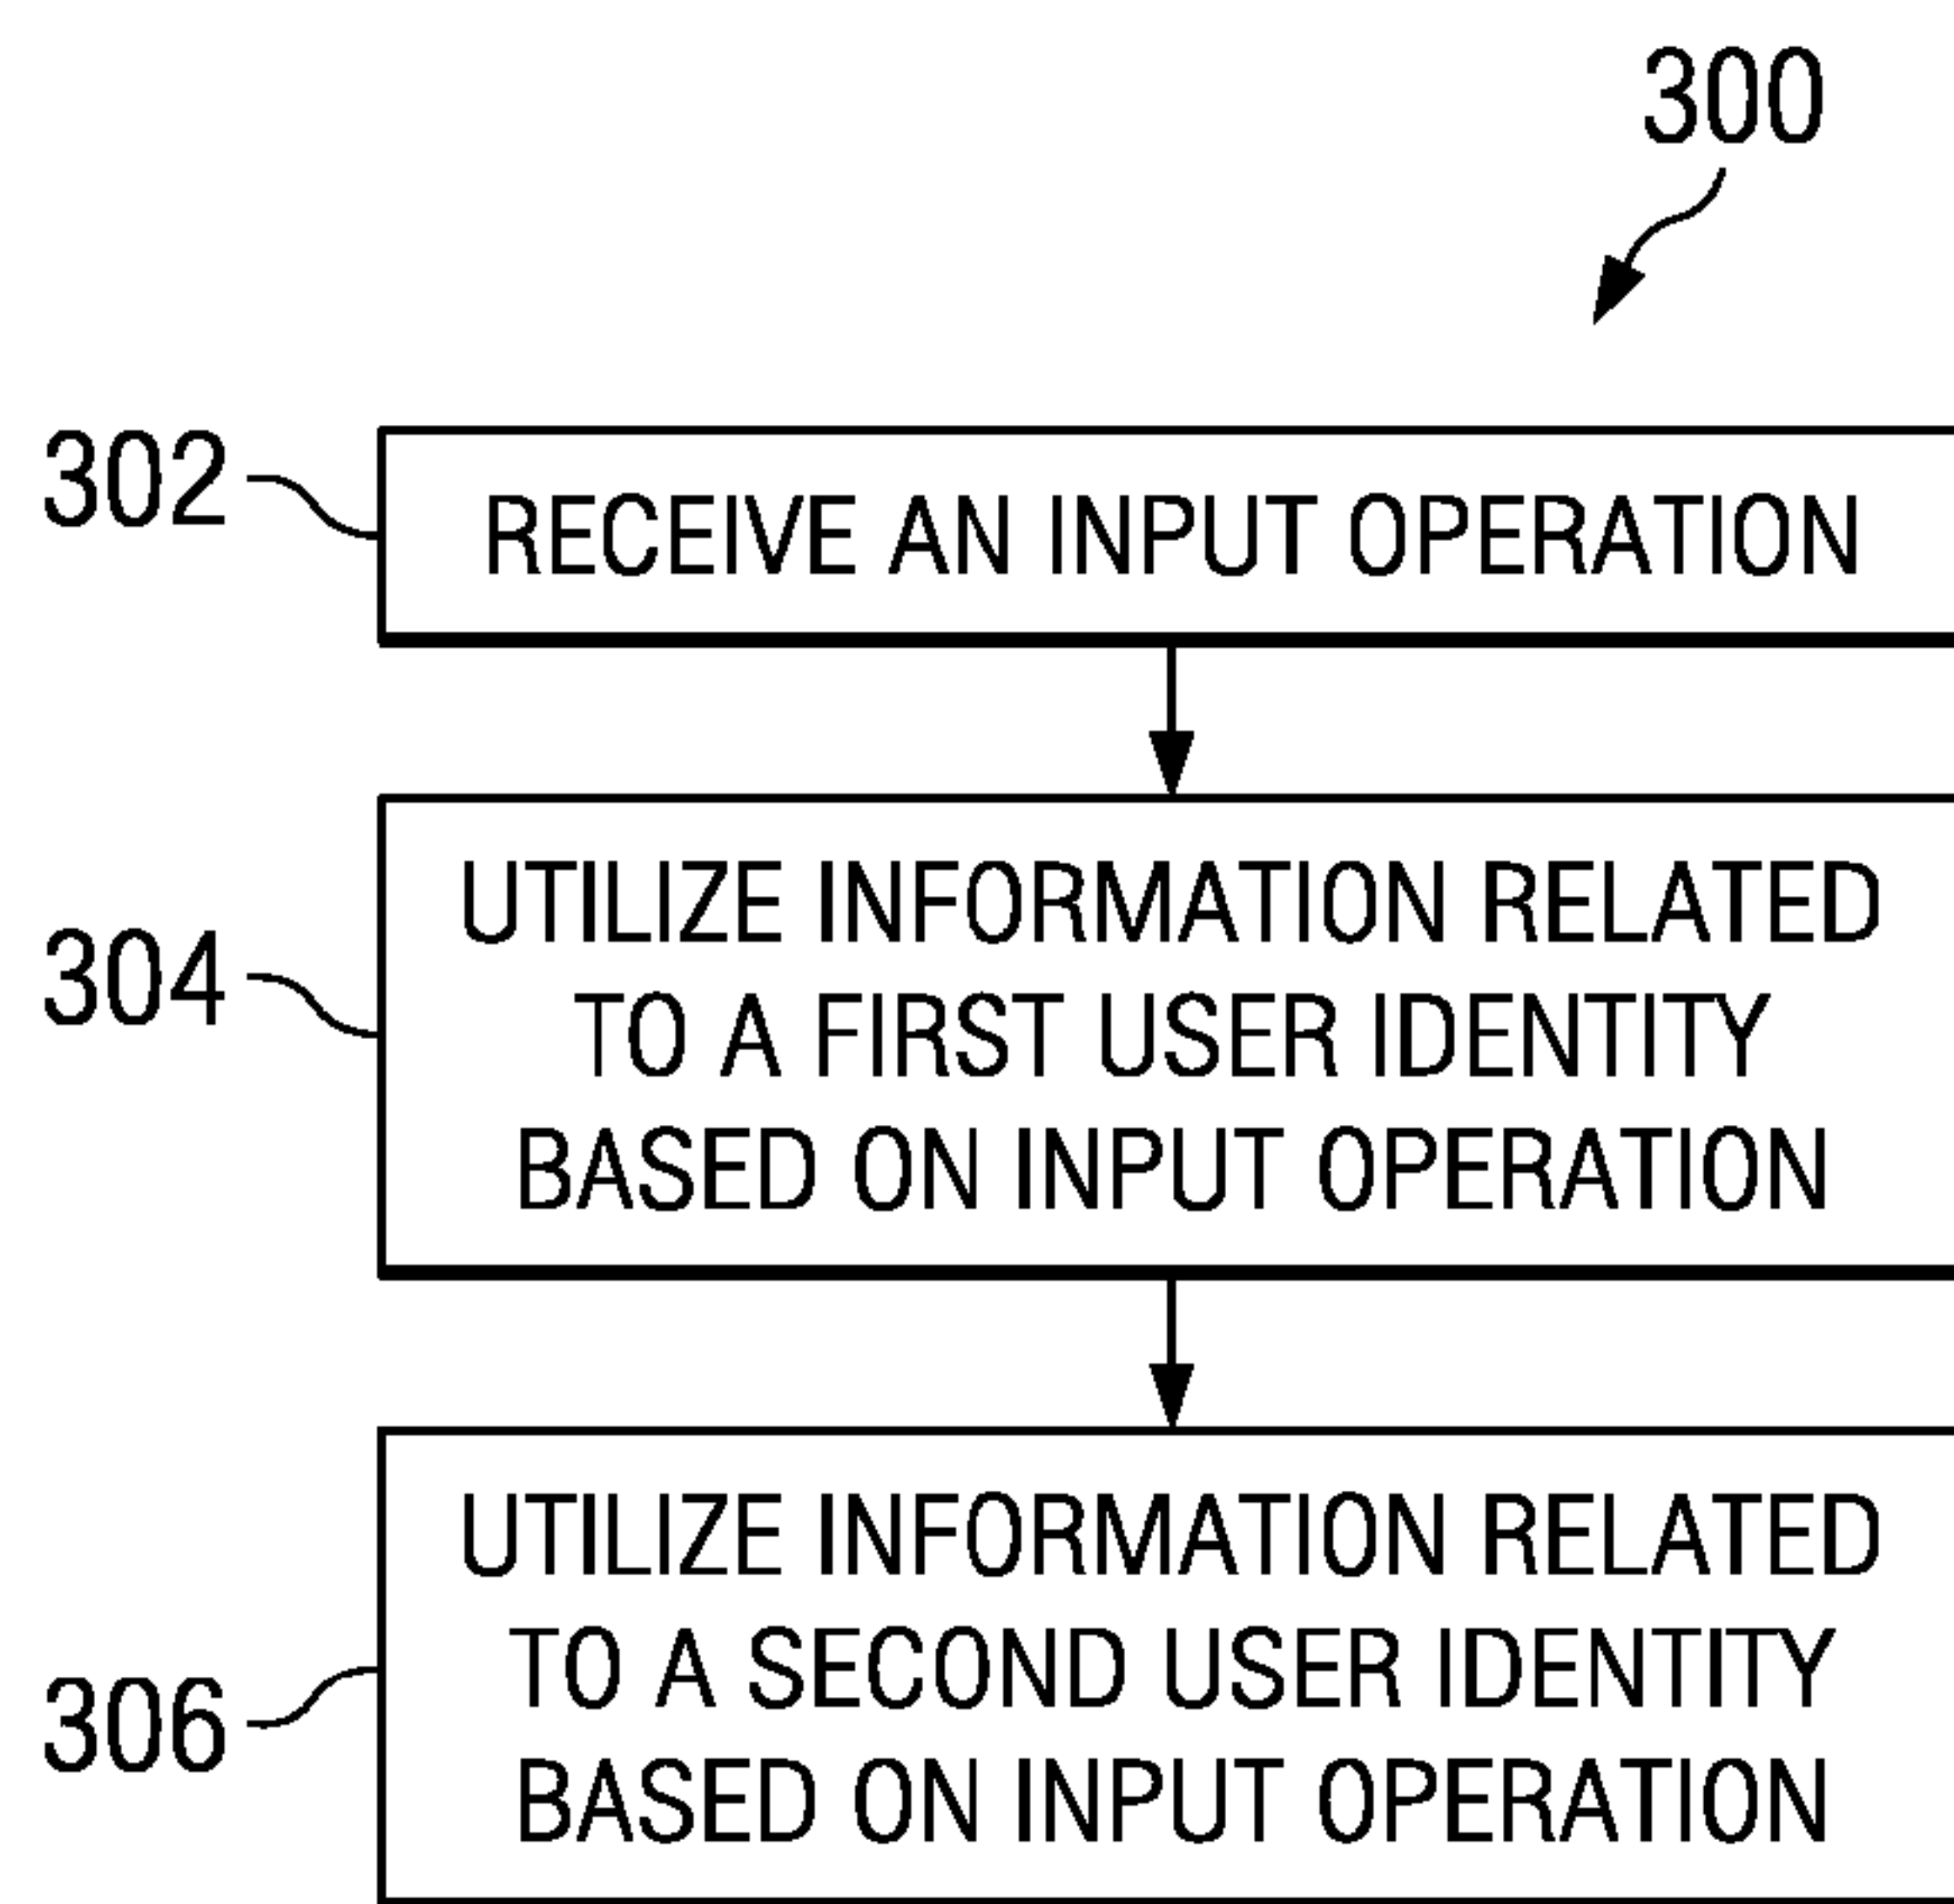 300
302
RECEIVE AN INPUT OPERATION
304
UTILIZE INFORMATION RELATED
TO A FIRST USER IDENTITY
BASED ON INPUT OPERATION
306
UTILIZE INFORMATION RELATED
TO A SECOND USER IDENTITY
BASED ON INPUT OPERATION